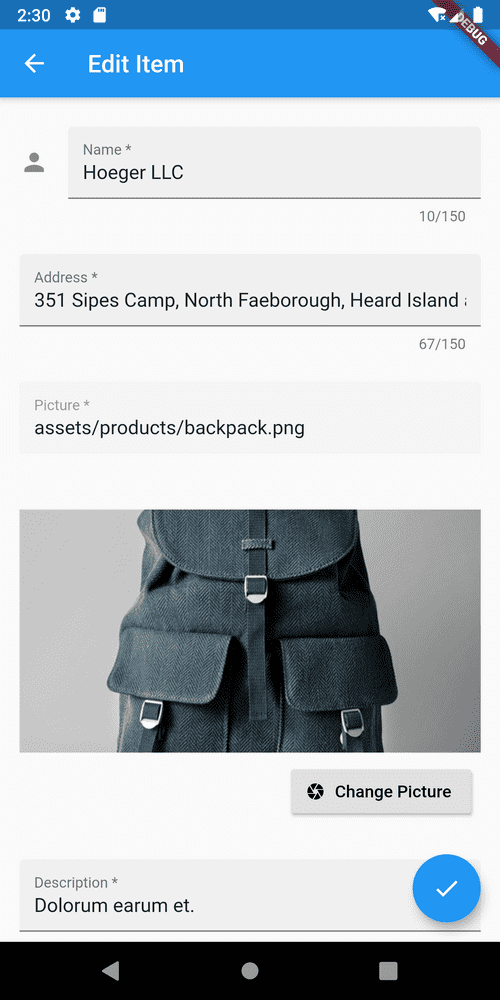 2:30
DEBUG
Edit Item
Name *
Hoeger LLC
10/150
Address *
351 Sipes Camp, North Faeborough, Heard Island
67/150
Picture *
assets/products/backpack.png
Change Picture
Description *
Dolorum earum et.